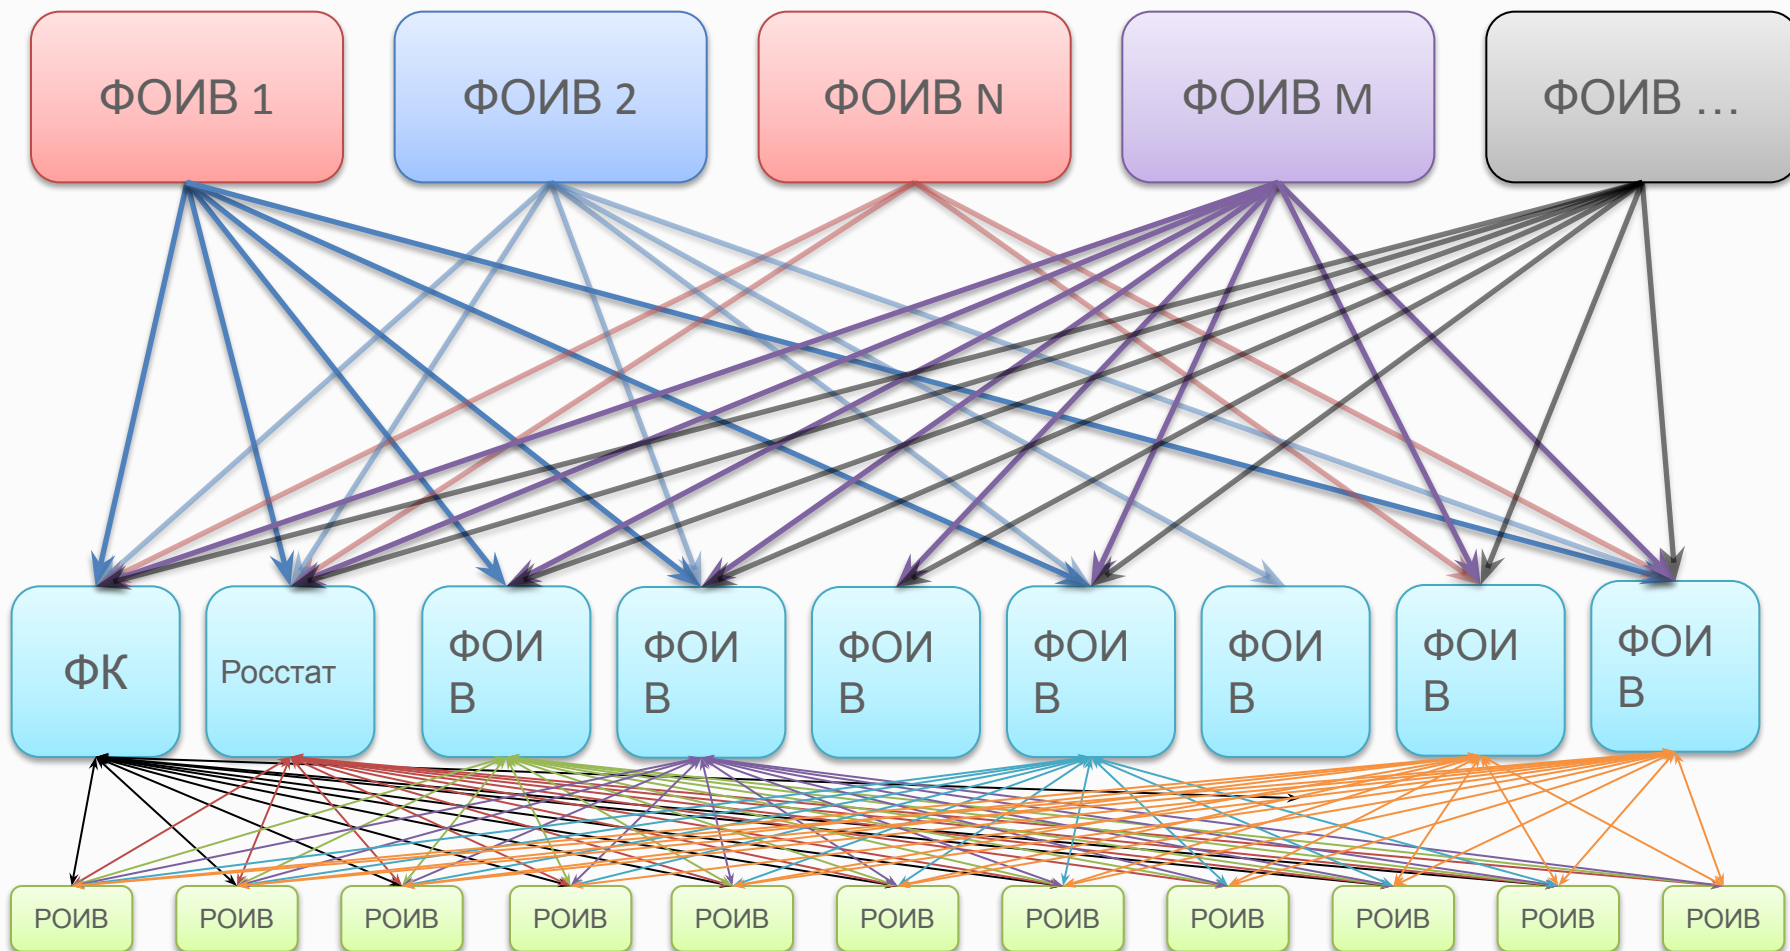 ФОИВ 1
ФОИВ 2
ФОИВ N
ФОИВ М
ФОИВ ...
ФК
Росстат
ФОИ
В
ФОИ
В
ФОИ
В
ФОИ
В
ФОИ
В
ФОИ
В
ФОИ
В
РОИВ
РОИВ
РОИВ
РОИВ
РОИВ
РОИВ
РОИВ
РОИВ
РОИВ
РОИВ
РОИВ